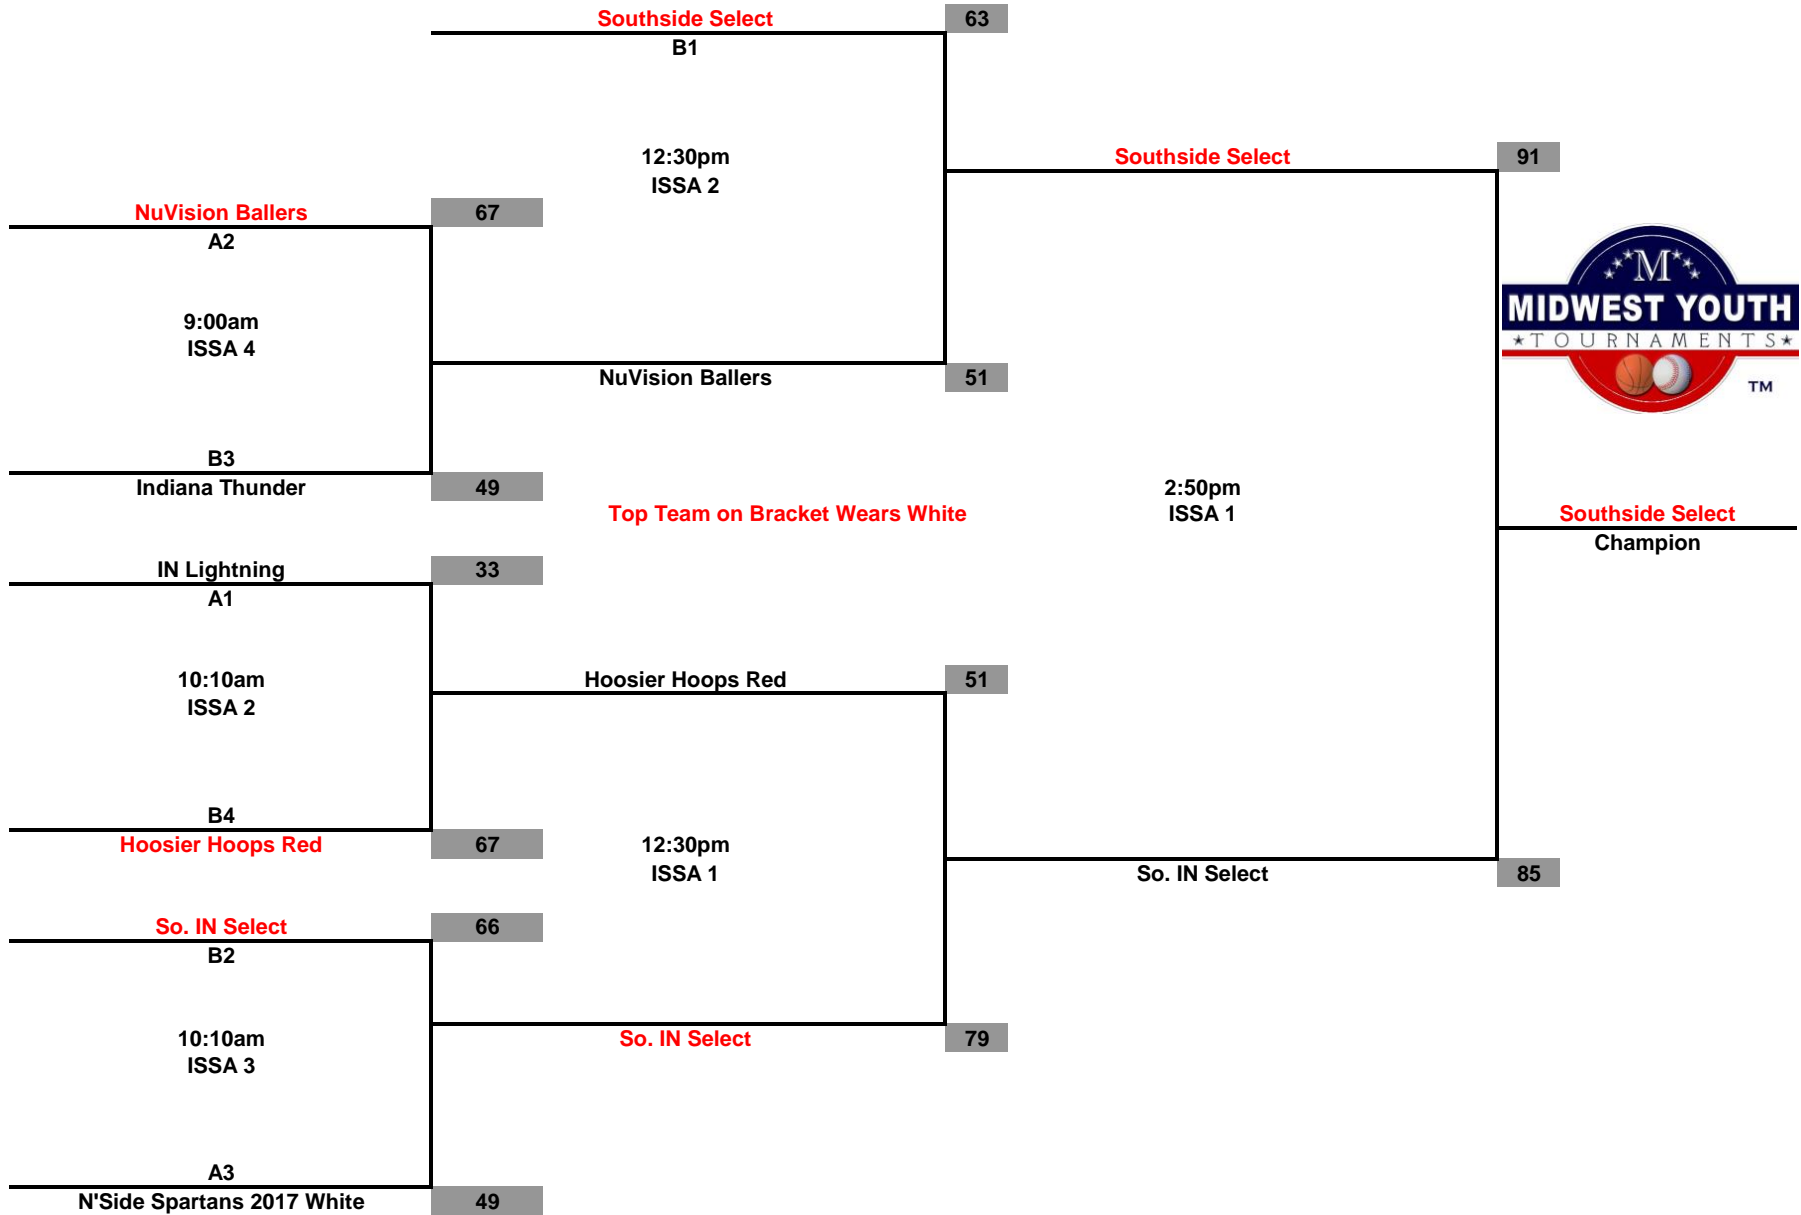 Southside Select 63
B1
12:30pm
ISSA 2
Southside Select 91
NuVision Ballers 67
A2
9:00am
ISSA 4
M
MIDWEST YOUTH
★TOURNAMENTS★
TM
NuVision Ballers 51
B3
Indiana Thunder 49
Top Team on Bracket Wears White
2:50pm
ISSA 1
Southside Select
Champion
IN Lightning 33
A1
10:10am
ISSA 2
Hoosier Hoops Red 51
B4
Hoosier Hoops Red 67
12:30pm
ISSA 1
So. IN Select 85
So. IN Select 66
B2
10:10am
ISSA 3
So. IN Select 79
A3
N'Side Spartans 2017 White 49